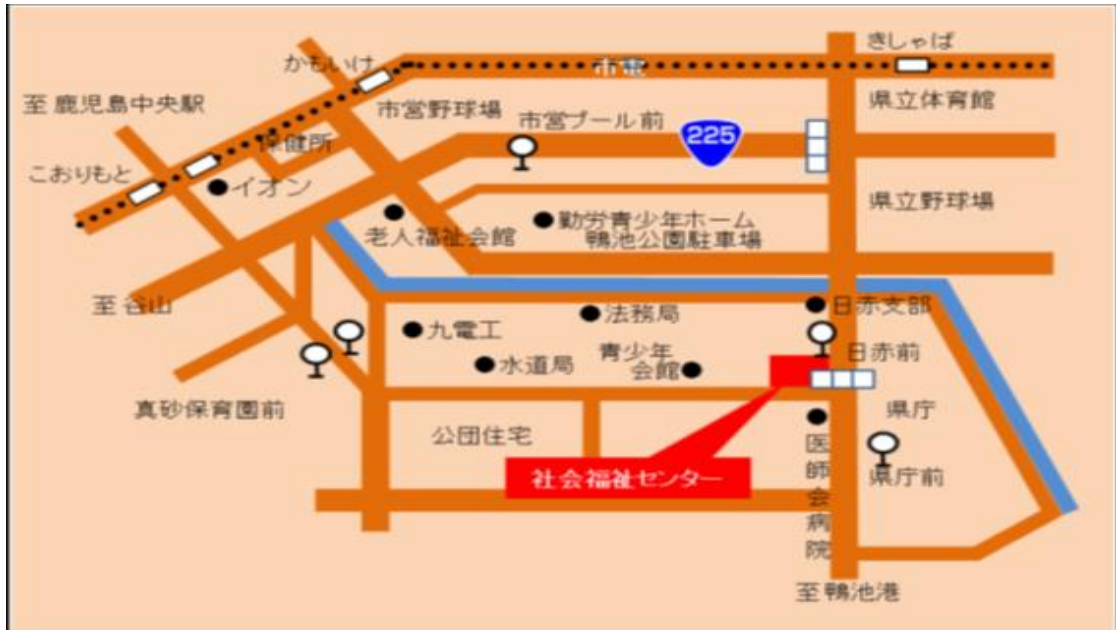 きしゃば
かもいけ
市電
至 鹿児島中央駅
市営野球場
県立体育館
市営プール前
225
保健所
こおりもと
イオン
県立野球場
勤労青少年ホーム
鴨池公園駐車場
老人福祉会館
至 谷山
法務局
日赤支部
九電工
青少年
会館
日赤前
水道局
真砂保育園前
県庁
公団住宅
医師会病院
社会福祉センター
県庁前
至 鴨池港